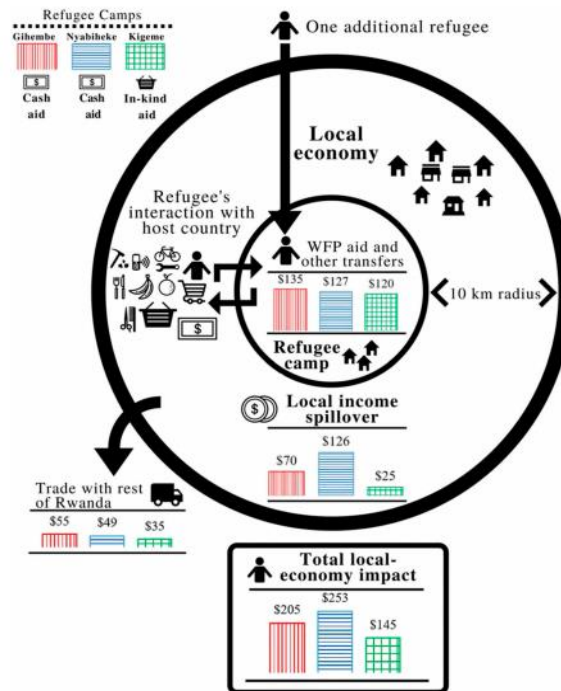 Refugee Camps
Gihembe Nyabiheke Kigeme
Cash aid
Cash aid
In-kind aid
One additional refugee
Local
economy
Refugee's
interaction with
host country
WFP aid and
other transfers
$135 $127 $120
Refugee
camp
10 km radius
Local income
spillover
$70 $126 $25
Trade with rest
of Rwanda
$55 $49 $35
Total local-
economy impact
$205 $253 $145